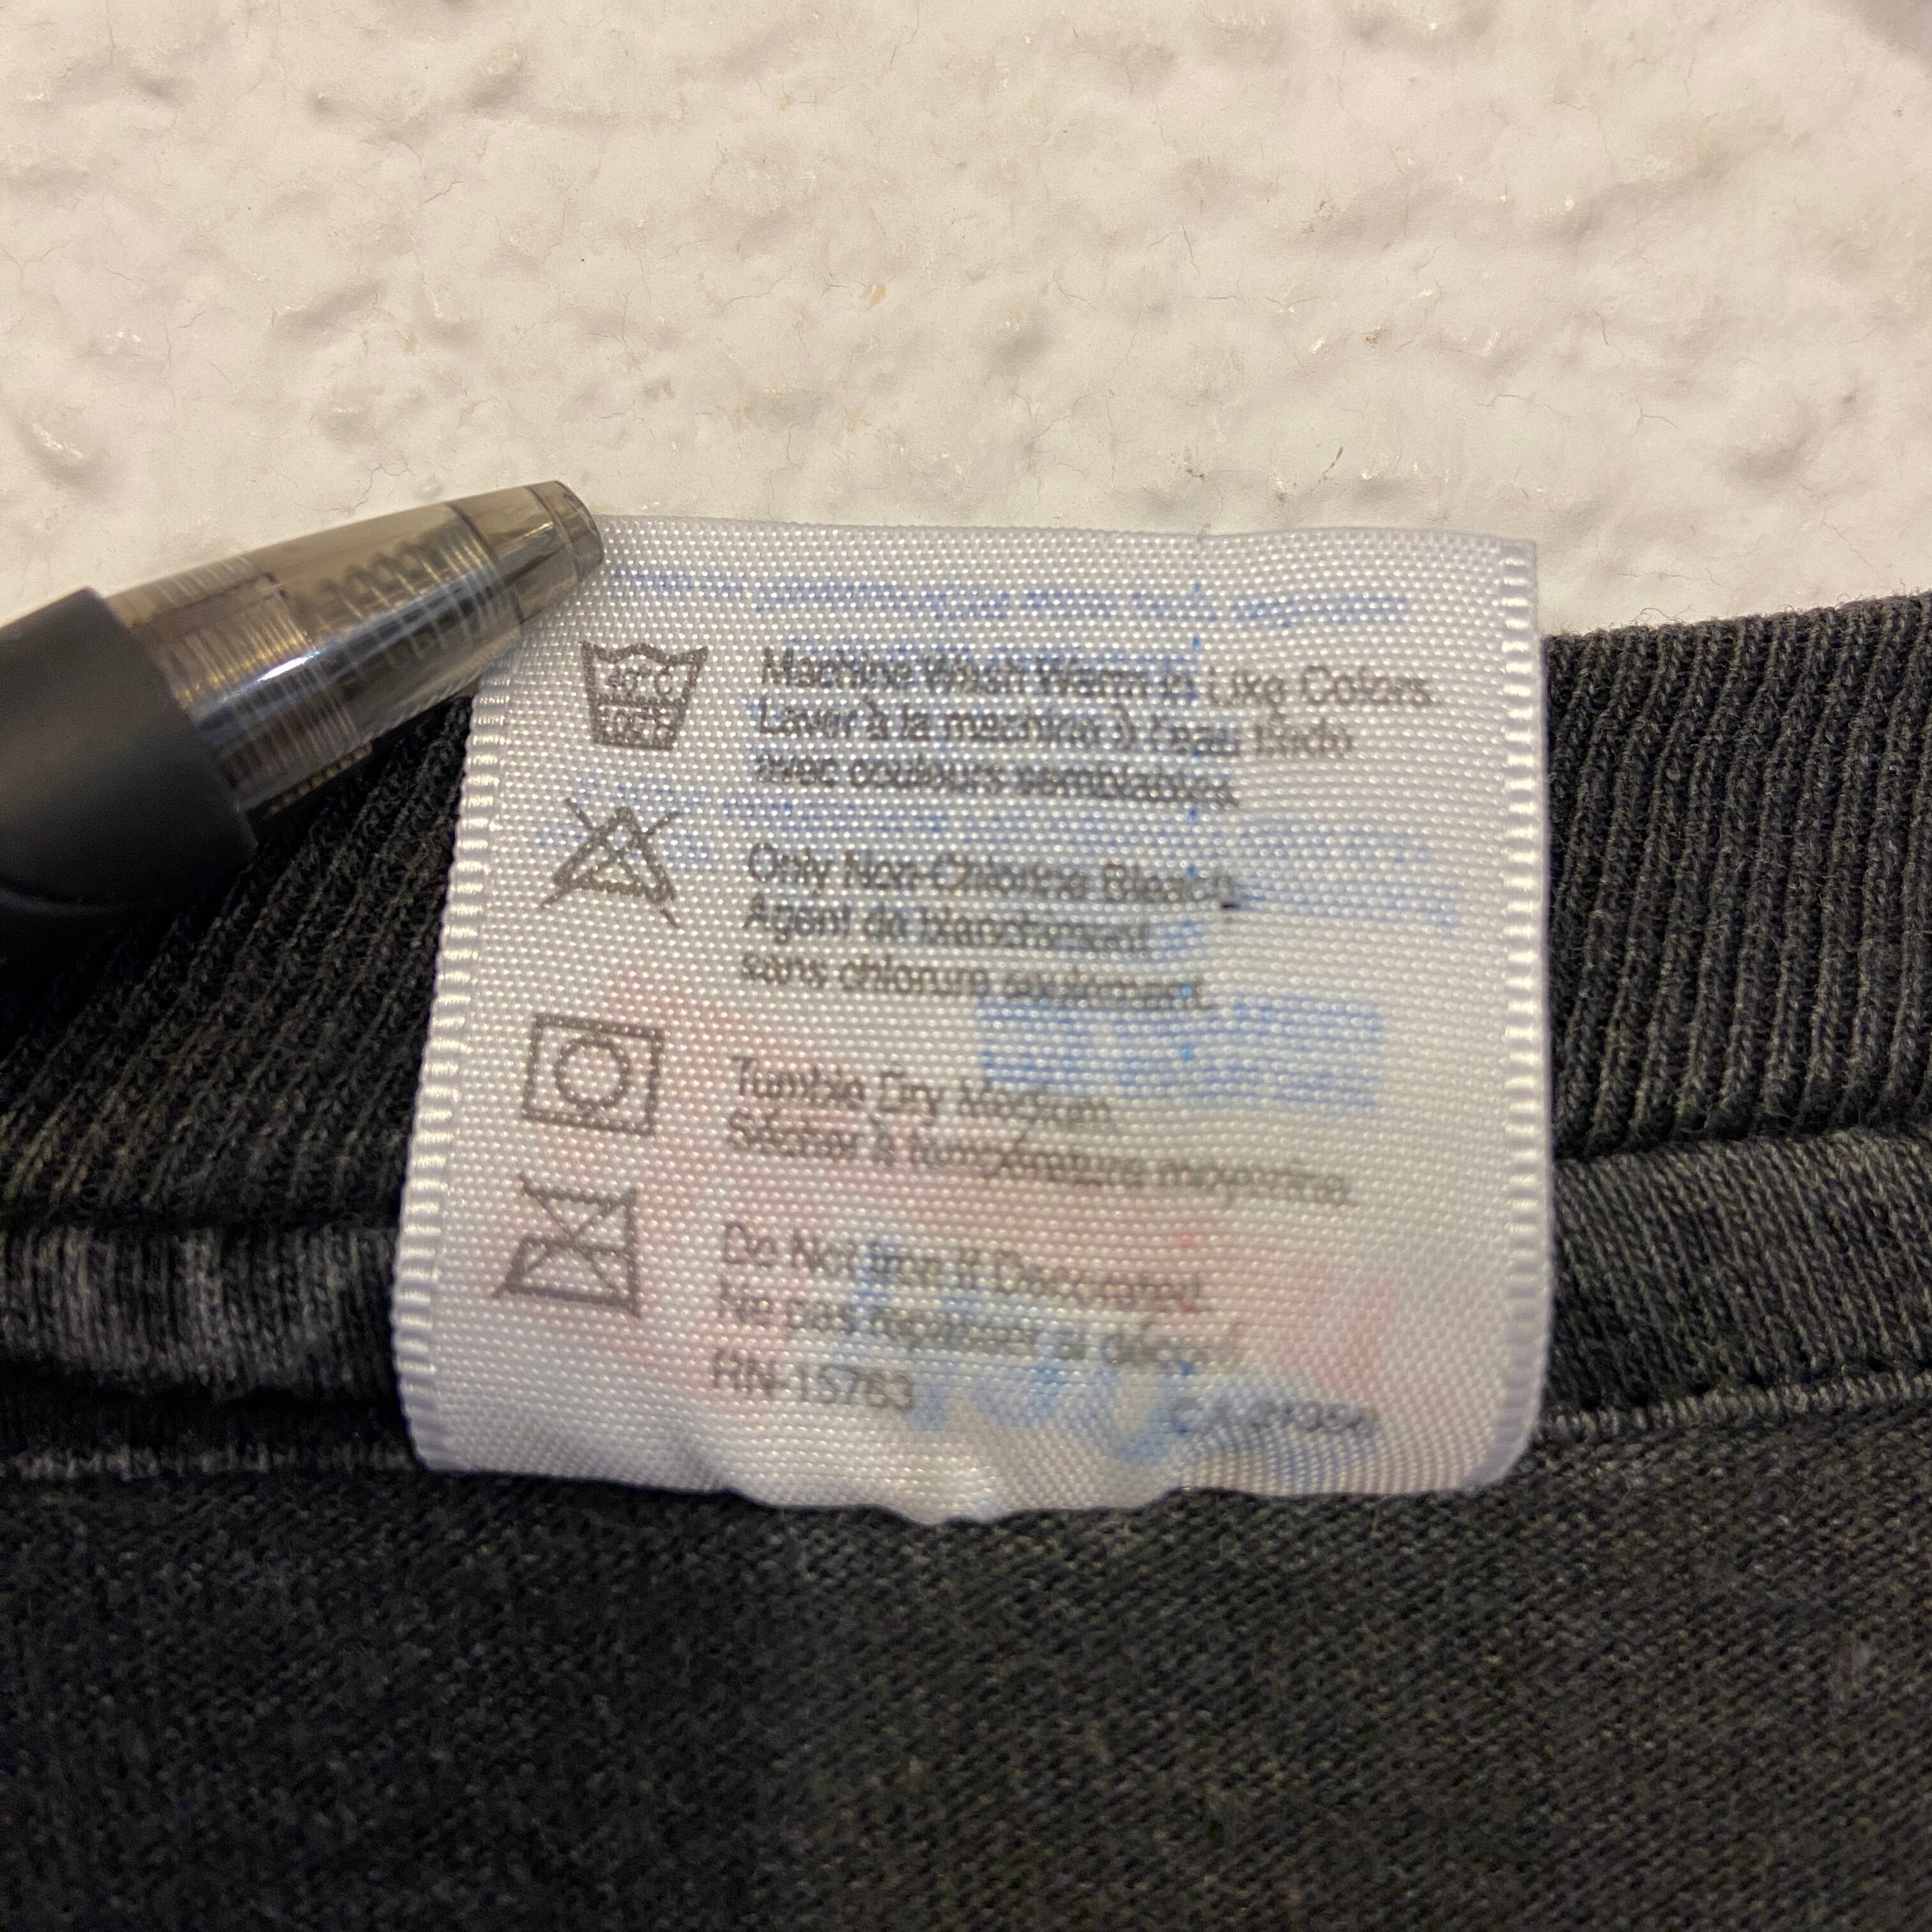 40°C
Machine Wash Warm in Like Colors
Laver à la machine à l'eau tiède
avec couleurs semblables
Only Non-Chlorine Bleach
Agent de blanchiment
sans chlorure seulement
Tumble Dry Medium
Sécher à température moyenne
Do Not Iron If Decorated
Ne pas repasser si décoré
RN 15763